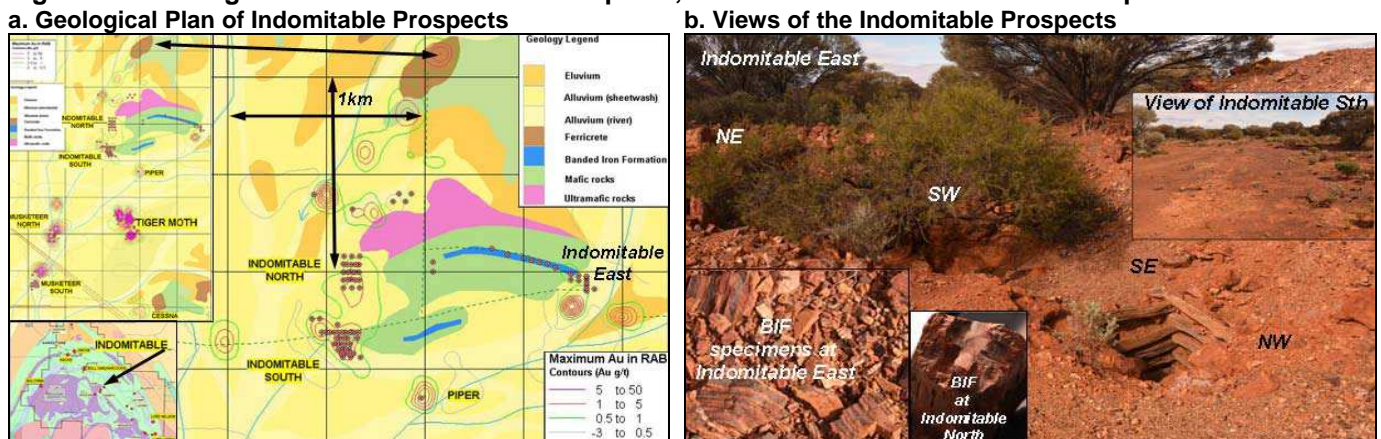 a. Geological Plan of Indomitable Prospects
b. Views of the Indomitable Prospects
Maximum Au in RAB
INDOMITABLE
NORTH
INDOMITABLE
SOUTH
PIPER
MUSKETEER
NORTH
TIGER MOTH
MUSKETEER
SOUTH
CESSNA
INDOMITABLE
1km
Geology Legend
Eluvium
Alluvium (sheetwash)
Alluvium (river)
Ferricrete
Banded Iron Formation
Mafic rocks
Ultramafic rocks
INDOMITABLE
NORTH
Indomitable
East
INDOMITABLE
SOUTH
PIPER
Maximum Au in RAB
Contours (Au g/t)
5 to 50
1 to 5
0.5 to 1
-3 to 0.5
Indomitable East
NE
SW
View of Indomitable Sth
SE
NW
BIF
specimens at
Indomitable East
BIF
at
Indomitable
North